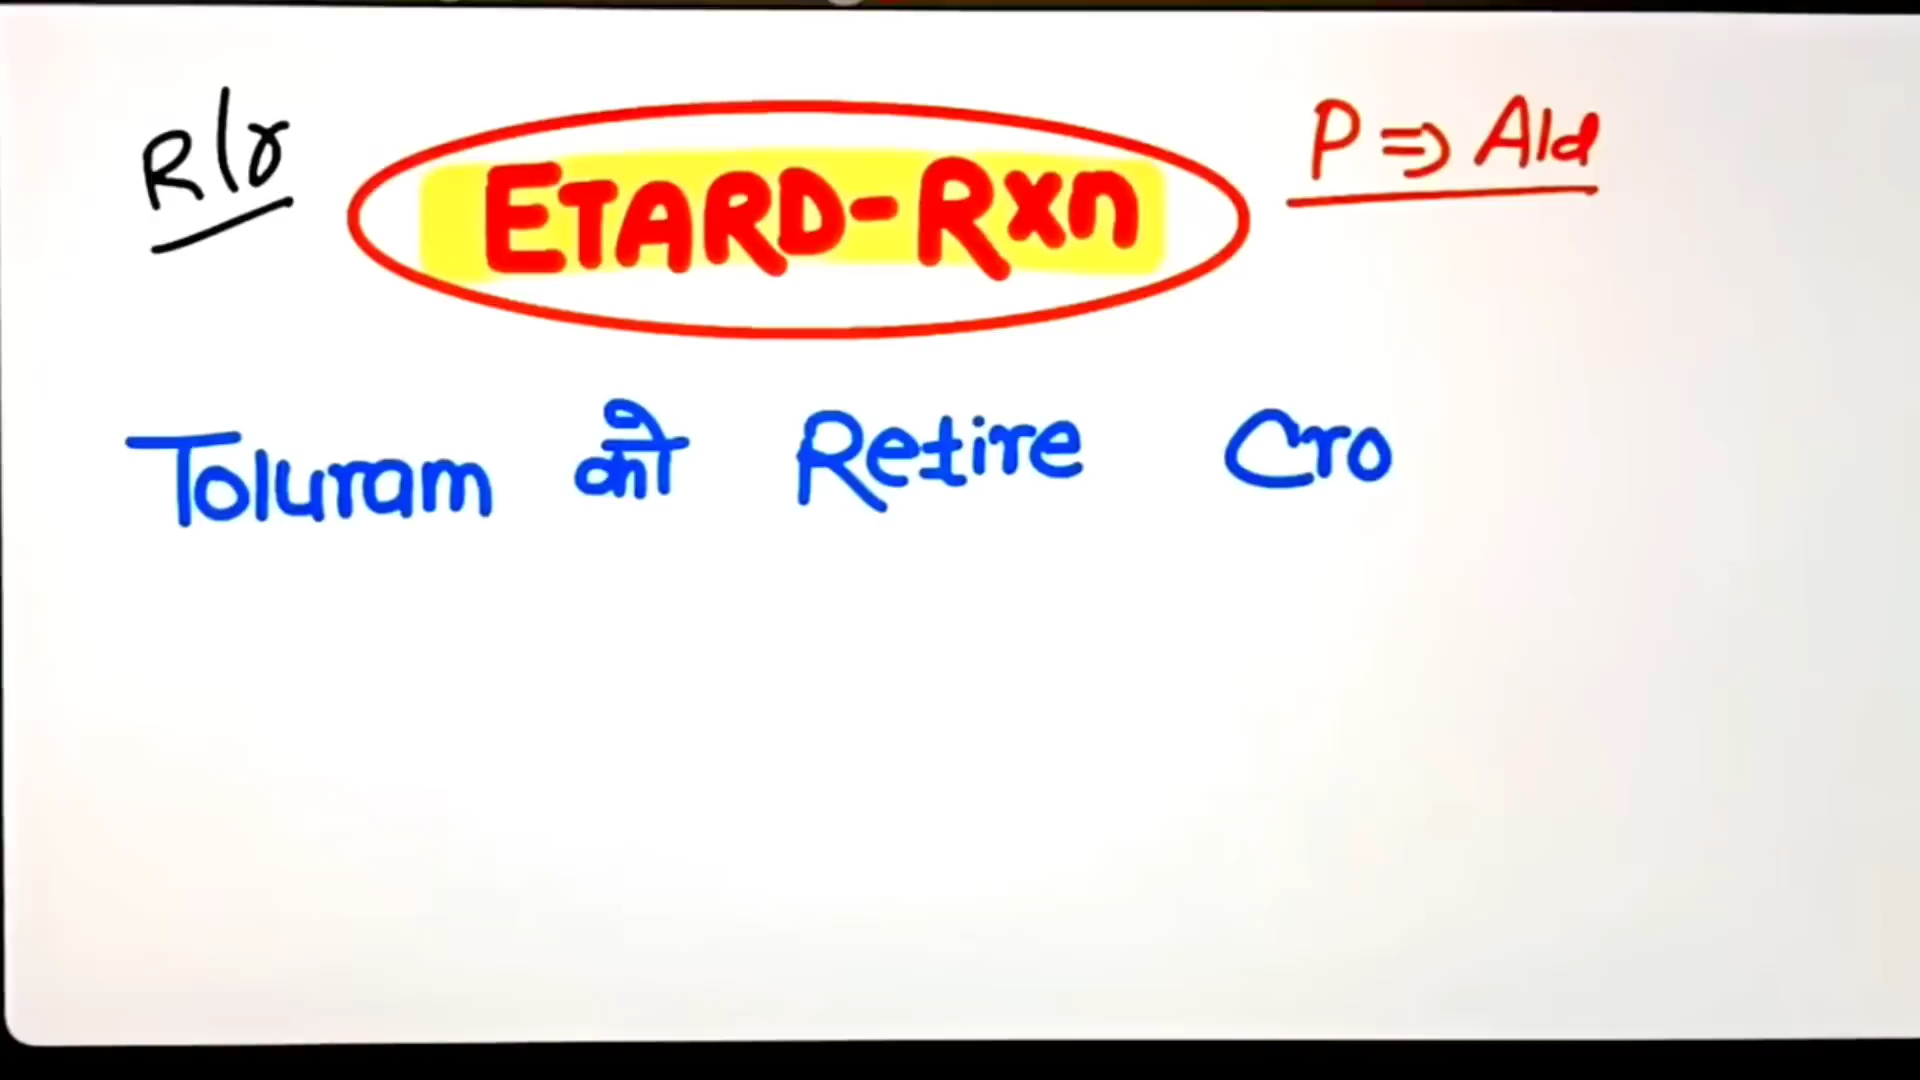 R/r
ETARD-Rxn
P ⇒ Ald
Toluram को Retire Cro